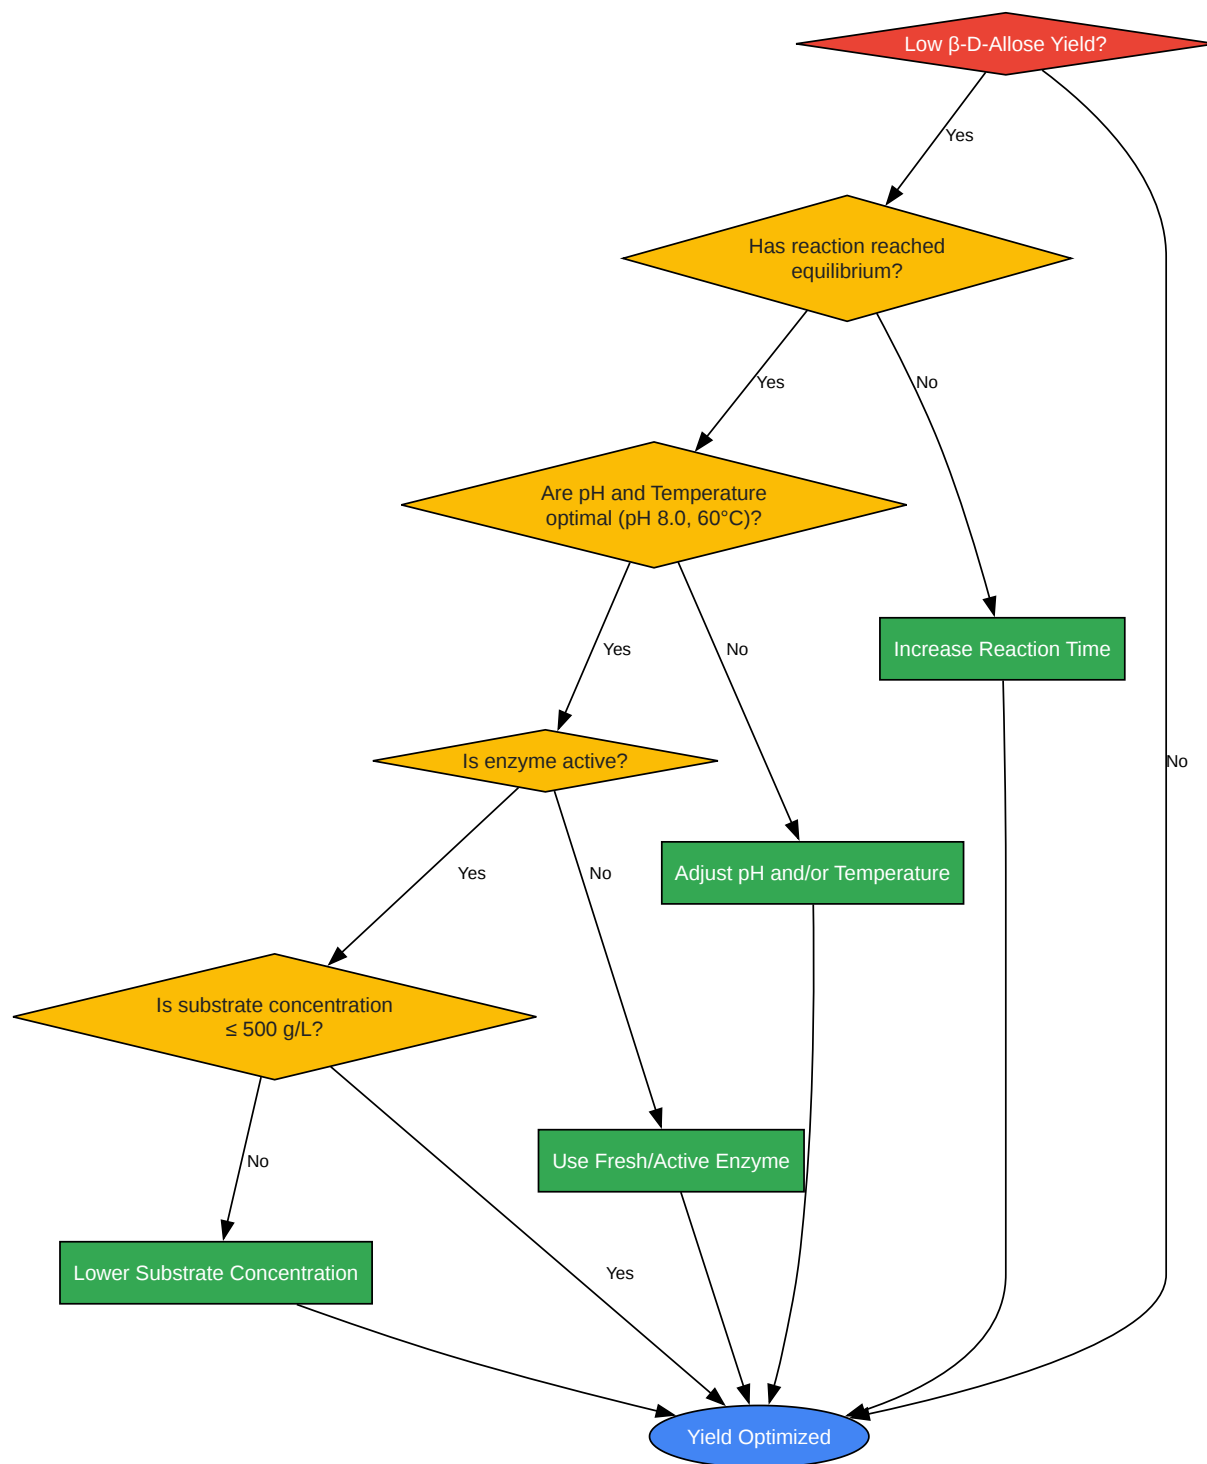 Low β-D-Allose Yield?
Yes
Has reaction reached
equilibrium?
Yes
No
Are pH and Temperature
optimal (pH 8.0, 60°C)?
Yes
No
Increase Reaction Time
Is enzyme active?
No
Yes
No
Adjust pH and/or Temperature
Is substrate concentration
≤ 500 g/L?
No
Use Fresh/Active Enzyme
Lower Substrate Concentration
Yes
Yield Optimized